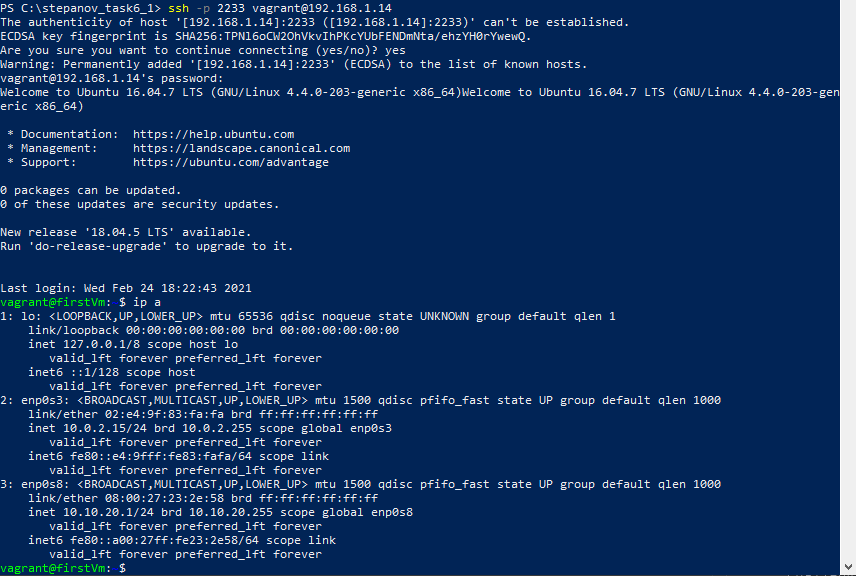 PS C:\stepanov_task6_1> ssh -p 2233 vagrant@192.168.1.14
The authenticity of host '[192.168.1.14]:2233 ([192.168.1.14]:2233)' can't be established.
ECDSA key fingerprint is SHA256:TPNl6oCW2OhVkvIhPKcYUbFENDmNta/ehzYH0rYwewQ.
Are you sure you want to continue connecting (yes/no)? yes
Warning: Permanently added '[192.168.1.14]:2233' (ECDSA) to the list of known hosts.
vagrant@192.168.1.14's password:
Welcome to Ubuntu 16.04.7 LTS (GNU/Linux 4.4.0-203-generic x86_64)Welcome to Ubuntu 16.04.7 LTS (GNU/Linux 4.4.0-203-gen
eric x86_64)
* Documentation:  https://help.ubuntu.com
* Management:     https://landscape.canonical.com
* Support:        https://ubuntu.com/advantage
0 packages can be updated.
0 of these updates are security updates.
New release '18.04.5 LTS' available.
Run 'do-release-upgrade' to upgrade to it.
Last login: Wed Feb 24 18:22:43 2021
vagrant@firstVm: $ ip a
1: lo: <LOOPBACK,UP,LOWER_UP> mtu 65536 qdisc noqueue state UNKNOWN group default qlen 1
link/loopback 00:00:00:00:00:00 brd 00:00:00:00:00:00
inet 127.0.0.1/8 scope host lo
valid_lft forever preferred_lft forever
inet6 ::1/128 scope host
valid_lft forever preferred_lft forever
2: enp0s3: <BROADCAST,MULTICAST,UP,LOWER_UP> mtu 1500 qdisc pfifo_fast state UP group default qlen 1000
link/ether 02:e4:9f:83:fa:fa brd ff:ff:ff:ff:ff:ff
inet 10.0.2.15/24 brd 10.0.2.255 scope global enp0s3
valid_lft forever preferred_lft forever
inet6 fe80::e4:9fff:fe83:fafa/64 scope link
valid_lft forever preferred_lft forever
3: enp0s8: <BROADCAST,MULTICAST,UP,LOWER_UP> mtu 1500 qdisc pfifo_fast state UP group default qlen 1000
link/ether 08:00:27:23:2e:58 brd ff:ff:ff:ff:ff:ff
inet 10.10.20.1/24 brd 10.10.20.255 scope global enp0s8
valid_lft forever preferred_lft forever
inet6 fe80::a00:27ff:fe23:2e58/64 scope link
valid_lft forever preferred_lft forever
vagrant@firstVm: $